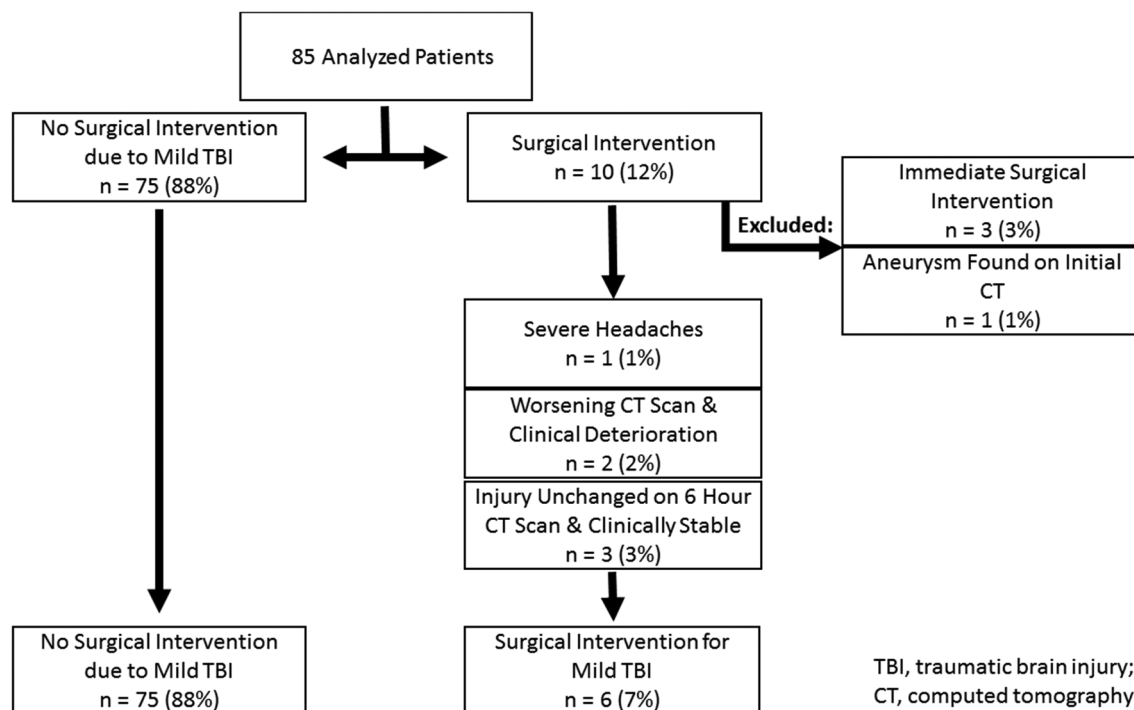 85 Analyzed Patients
No Surgical Intervention
due to Mild TBI
n = 75 (88%)
Surgical Intervention
n = 10 (12%)
Excluded:
Immediate Surgical
Intervention
n = 3 (3%)
Aneurysm Found on Initial
CT
n = 1 (1%)
Severe Headaches
n = 1 (1%)
Worsening CT Scan &
Clinical Deterioration
n = 2 (2%)
Injury Unchanged on 6 Hour
CT Scan & Clinically Stable
n = 3 (3%)
No Surgical Intervention
due to Mild TBI
n = 75 (88%)
Surgical Intervention for
Mild TBI
n = 6 (7%)
TBI, traumatic brain injury;
CT, computed tomography